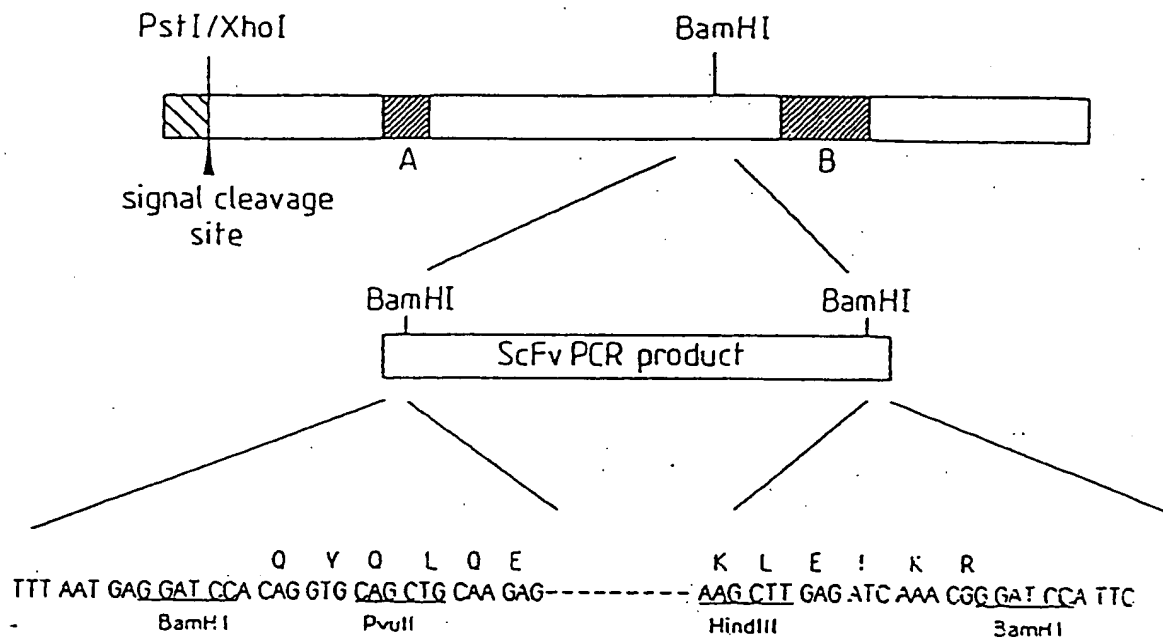 PstI/XhoI BamHI
A B
signal cleavage
site
BamHI BamHI
ScFv PCR product
Q V Q L Q E K L E I K R
TTT AAT GAG GAT CCA CAG GTG CAG CTG CAA GAG---------- AAG CTT GAG ATC AAA CGG GAT CCA TTC
BamHI PvuII HindIII BamHI